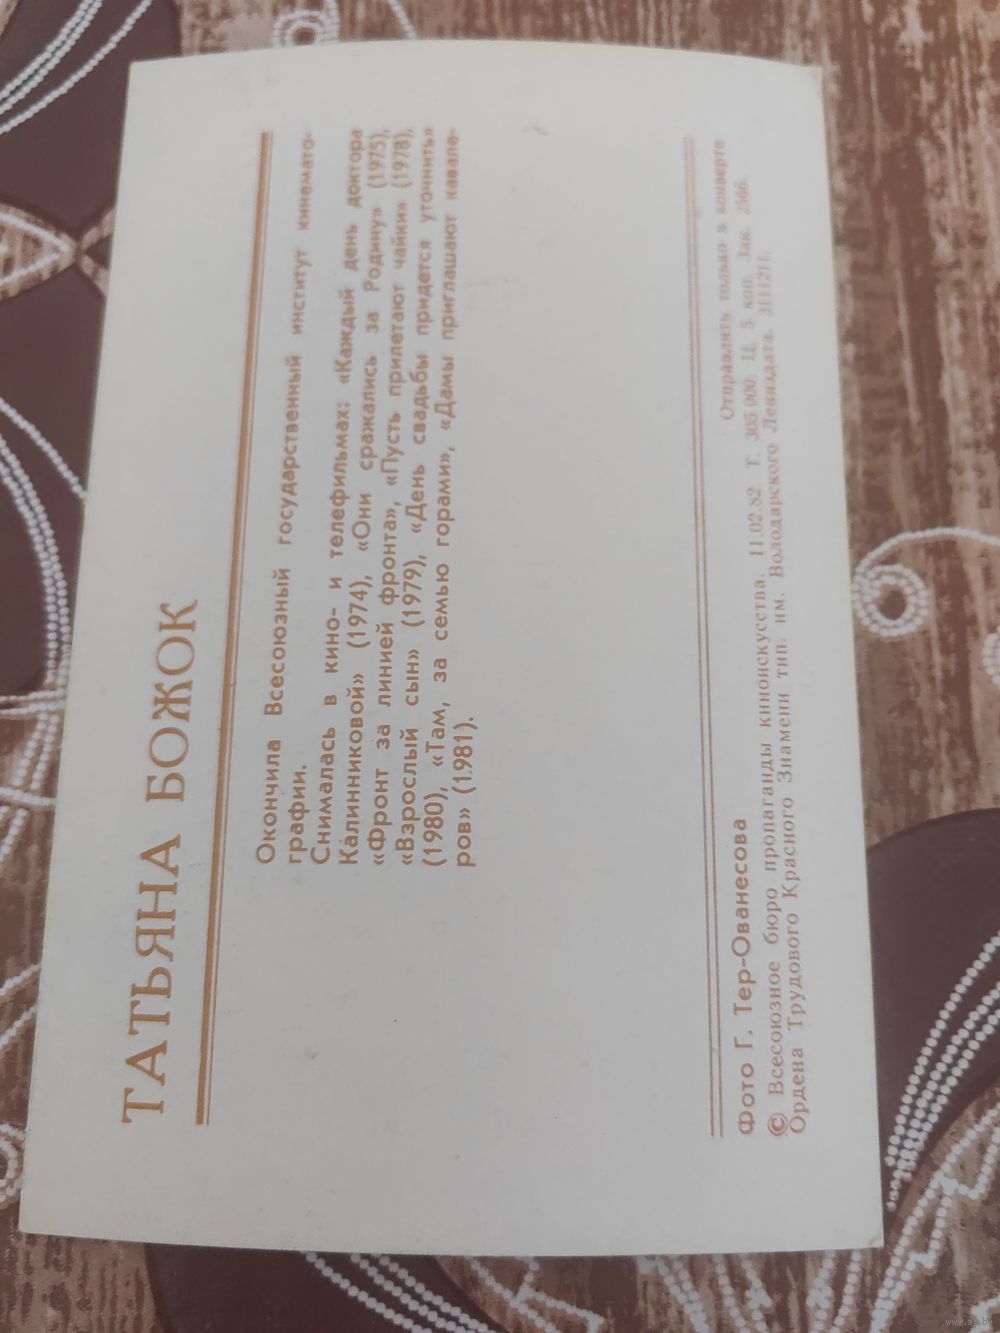 ТАТЬЯНА БОЖОК
Окончила Всесоюзный государственный институт кинемато-
графии.
Снималась в кино- и телефильмах: «Каждый день доктора
Калинниковой» (1974), «Они сражались за Родину» (1975),
«Фронт за линией фронта», «Пусть прилетают чайки» (1978),
«Взрослый сын» (1979), «День свадьбы придется уточнить»
(1980), «Там, за семью горами», «Дамы приглашают кавале-
ров» (1981).
Отправлять только в конверте
Фото Г. Тер-Ованесова
© Всесоюзное бюро пропаганды киноискусства. 11.02.82. Т. 305 000. Ц. 5 коп. Зак. 2566.
Ордена Трудового Красного Знамени тип. им. Володарского Лениздата.